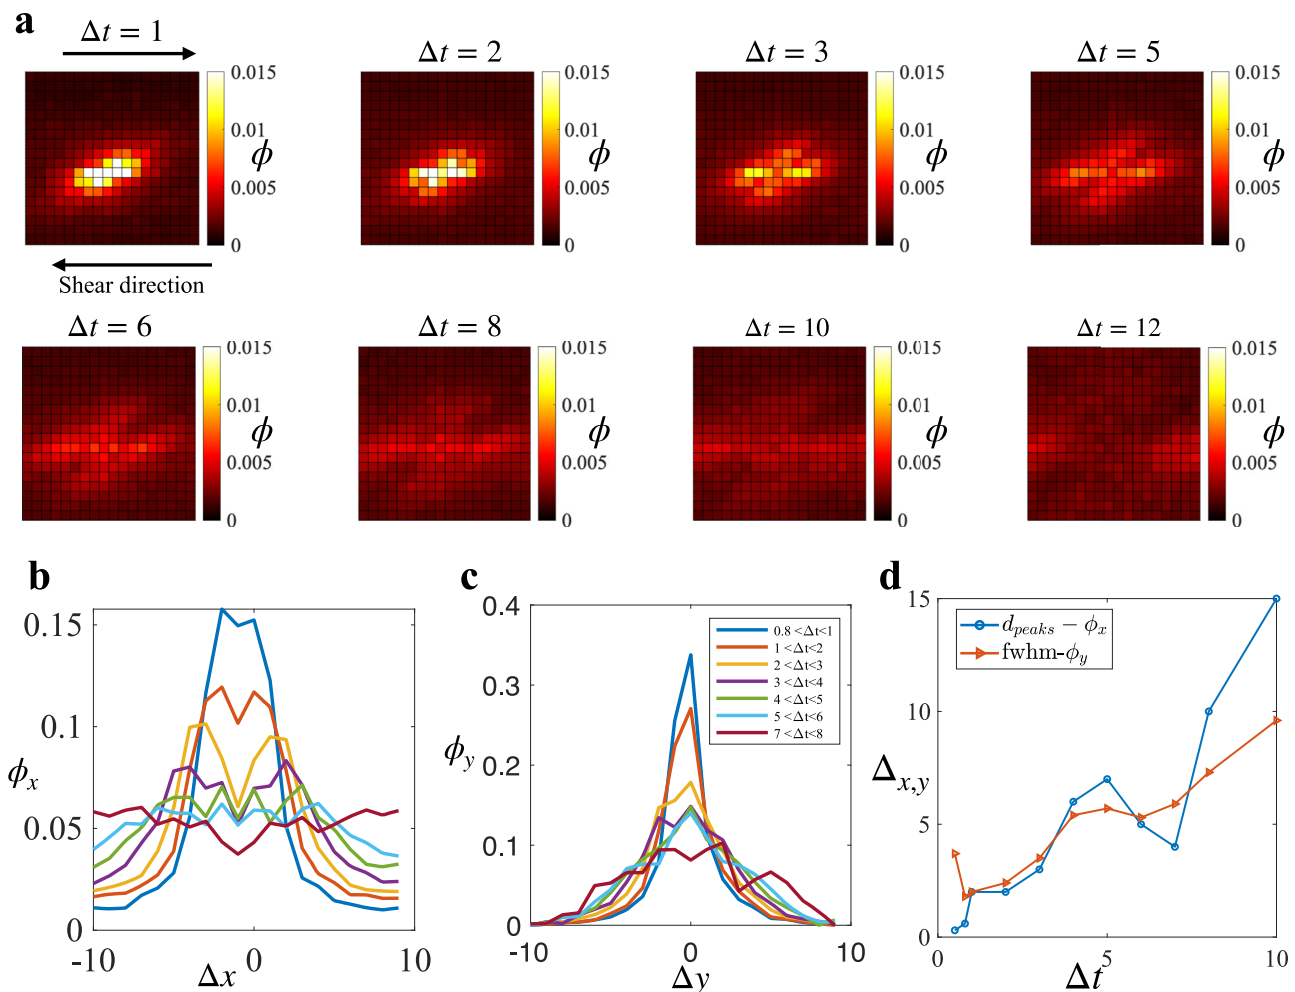 a
Δt = 1
Δt = 2
Δt = 3
Δt = 5
0.015
0.01
0.005
0
ϕ
0.015
0.01
0.005
0
ϕ
0.015
0.01
0.005
0
ϕ
0.015
0.01
0.005
0
ϕ
Shear direction
Δt = 6
Δt = 8
Δt = 10
Δt = 12
0.015
0.01
0.005
0
ϕ
0.015
0.01
0.005
0
ϕ
0.015
0.01
0.005
0
ϕ
0.015
0.01
0.005
0
ϕ
b
0.15
0.1
ϕx
0.05
0
-10 0 10
Δx
c
0.4
0.3
ϕy
0.2
0.1
0
0.8 <Δt<1
1 <Δt<2
2 <Δt<3
3 <Δt<4
4 <Δt<5
5 <Δt<6
7 <Δt<8
-10 0 10
Δy
d
15
10
Δx,y
5
0
dpeaks − ϕx
fwhm-ϕy
0 5 10
Δt